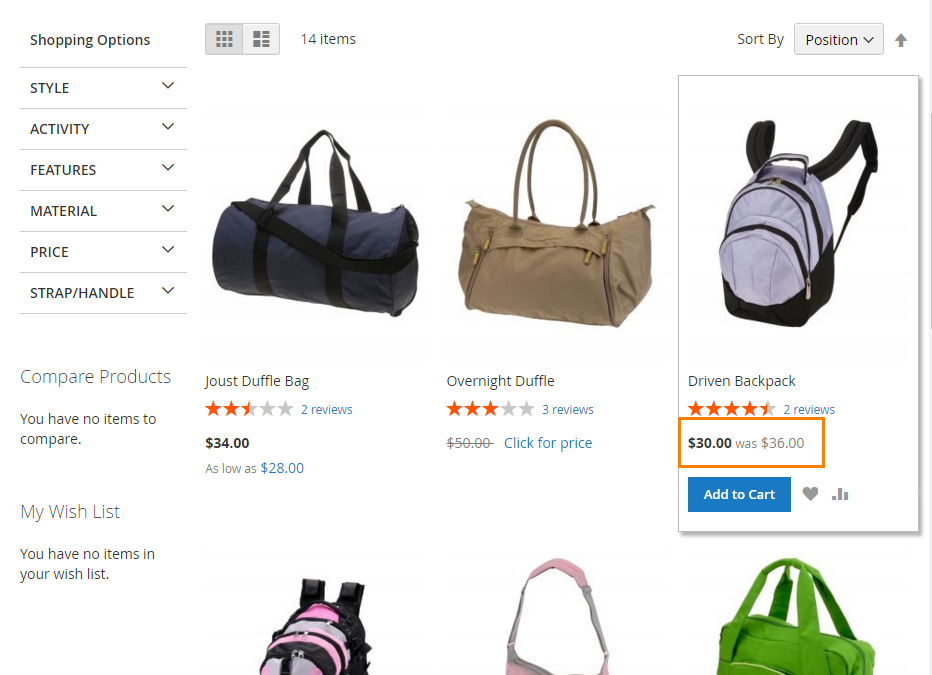 Shopping Options
14 items
Sort By Position
STYLE
ACTIVITY
FEATURES
MATERIAL
PRICE
STRAP/HANDLE
Compare Products
You have no items to
compare.
My Wish List
You have no items in
your wish list.
Joust Duffle Bag
2 reviews
$34.00
As low as $28.00
Overnight Duffle
3 reviews
$50.00 Click for price
Driven Backpack
2 reviews
$30.00 was $36.00
Add to Cart